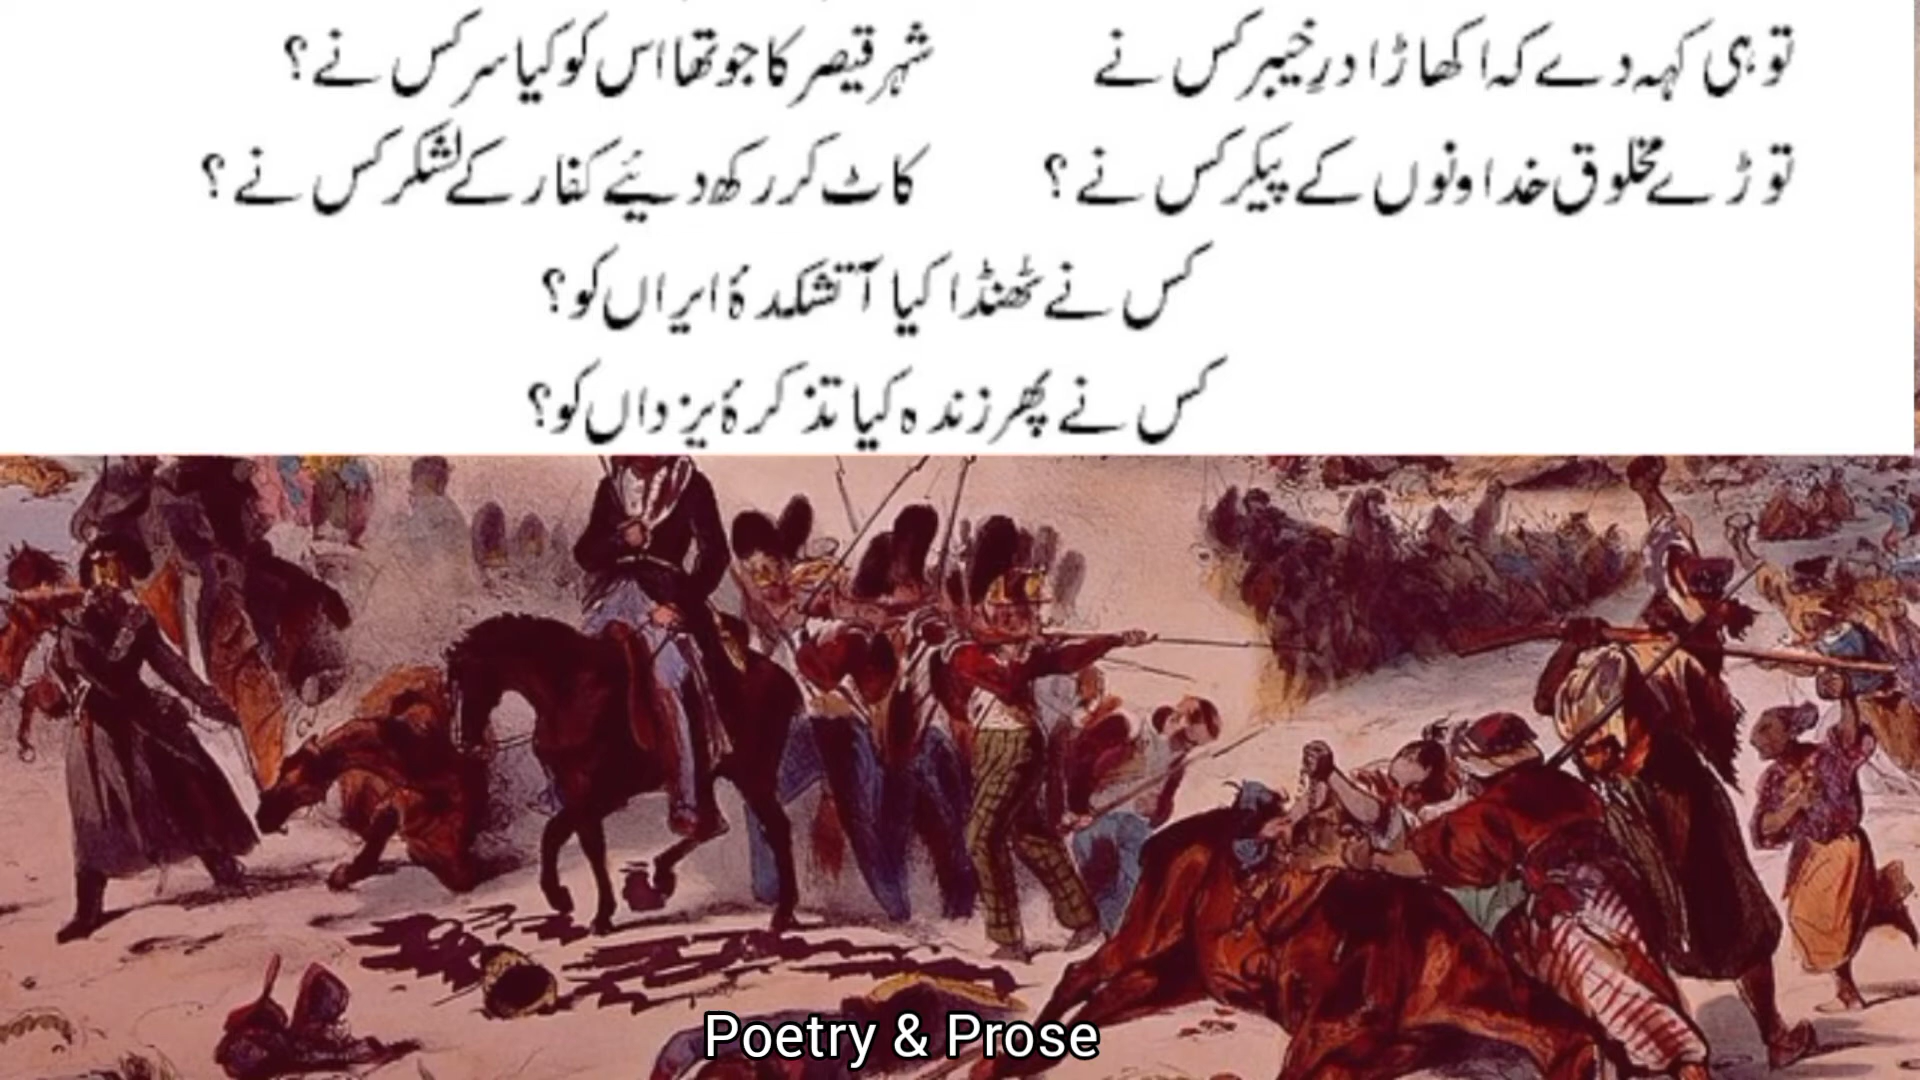 تو ہی کہہ دے کہ اکھاڑا درِ خیبر کس نے شہر قیصر کا جو تھا اس کو کیا سر کس نے؟
توڑے مخلوق خداونوں کے پیکر کس نے؟ کاٹ کر رکھ دیئے کفار کے لشکر کس نے؟
کس نے ٹھنڈا کیا آتشکدۂ ایراں کو؟
کس نے پھر زندہ کیا تذکرۂ یزداں کو؟
Poetry & Prose